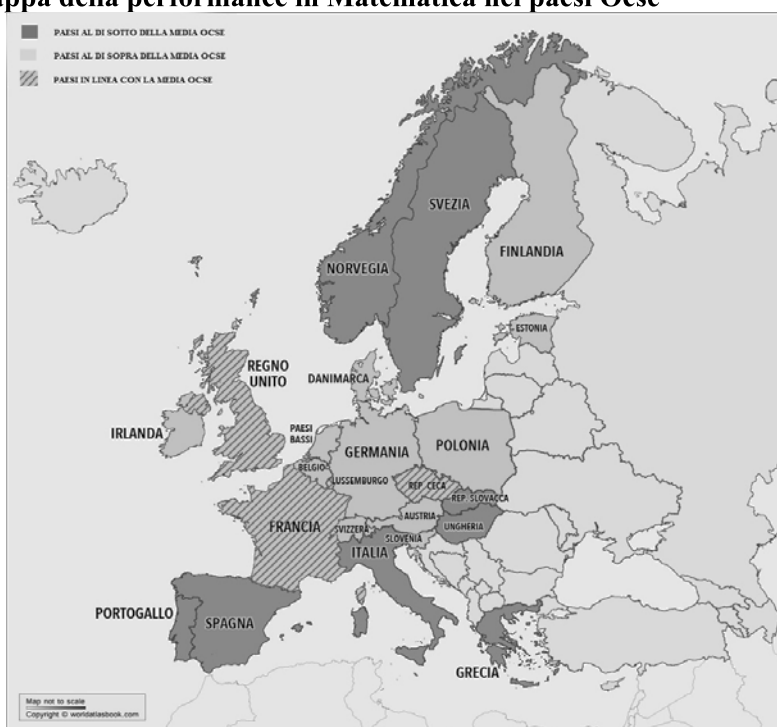 appa della performance in Matematica nei paesi Ocse
PAESI AL DI SOTTO DELLA MEDIA OCSE
PAESI AL DI SOPRA DELLA MEDIA OCSE
PAESI IN LINEA CON LA MEDIA OCSE
SVEZIA
FINLANDIA
NORVEGIA
ESTONIA
REGNO
UNITO
DANIMARCA
IRLANDA
PAESI
BASSI
GERMANIA
POLONIA
BELGIO
LUSSEMBURGO
REP. CECA
REP. SLOVACCA
AUSTRIA
FRANCIA
SVIZZERA
UNGHERIA
SLOVENIA
ITALIA
PORTOGALLO
SPAGNA
GRECIA
Map not to scale
Copyright © worldatlasbook.com